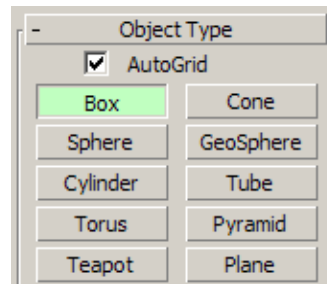 - Object Type
AutoGrid
Box Cone
Sphere GeoSphere
Cylinder Tube
Torus Pyramid
Teapot Plane